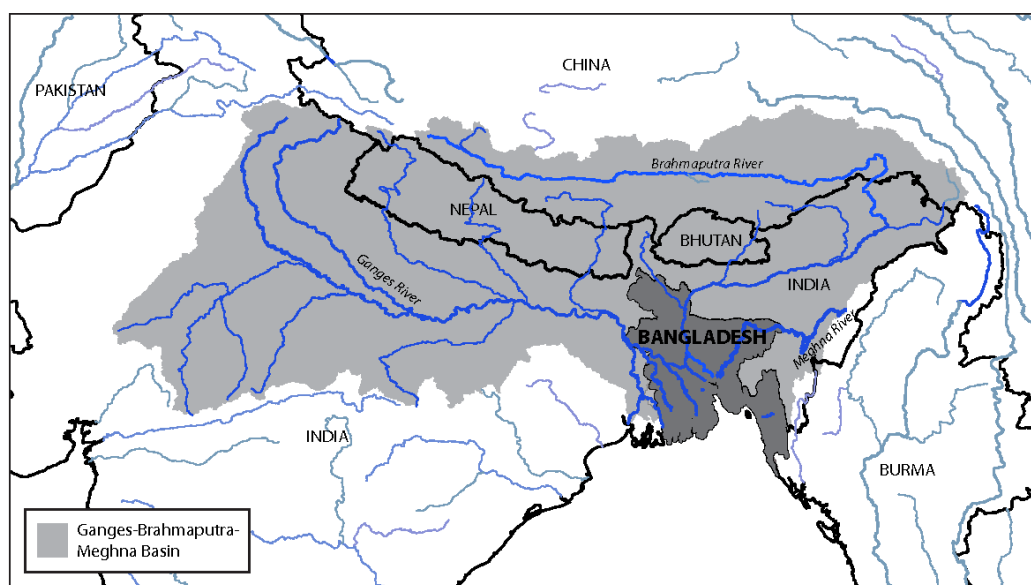 CHINA
PAKISTAN
Brahmaputra River
NEPAL
BHUTAN
Ganges River
INDIA
BANGLADESH
Meghna River
INDIA
BURMA
Ganges-Brahmaputra-
Meghna Basin